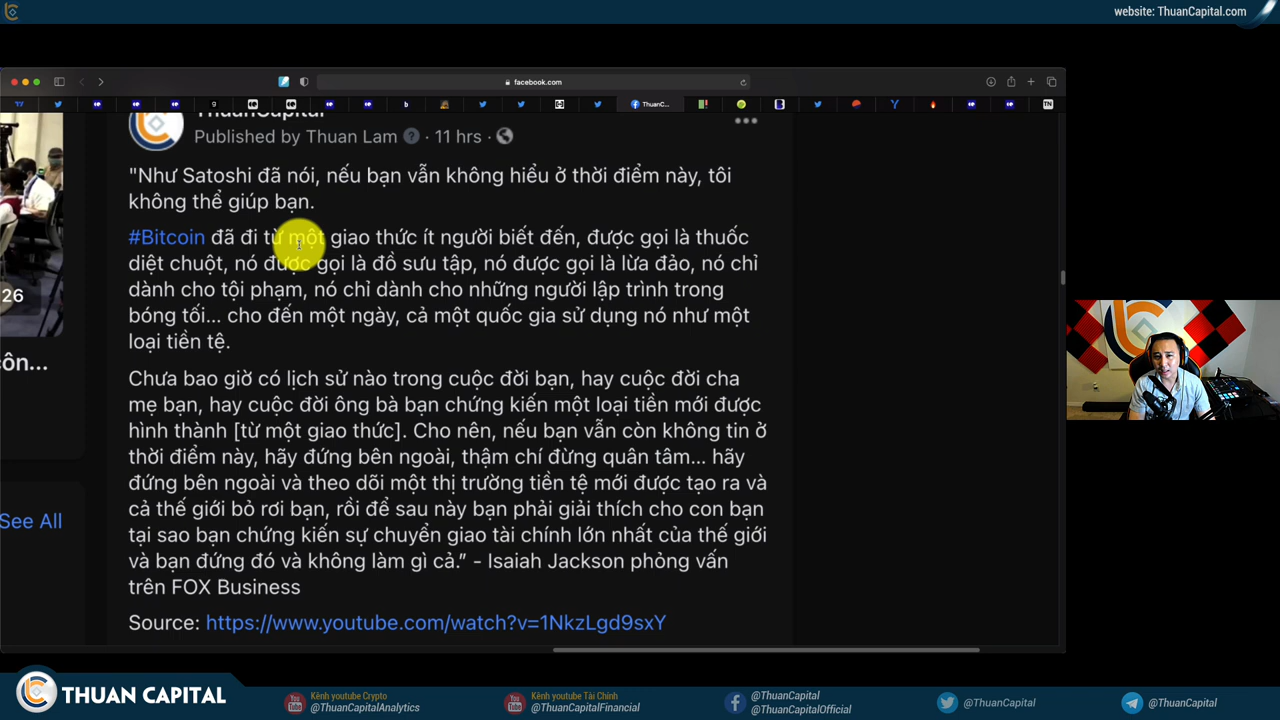 website: ThuanCapital.com
facebook.com
ThuanC...
ThuanCapital
Published by Thuan Lam · 11 hrs ·
"Như Satoshi đã nói, nếu bạn vẫn không hiểu ở thời điểm này, tôi
không thể giúp bạn.
#Bitcoin đã đi từ một giao thức ít người biết đến, được gọi là thuốc
diệt chuột, nó được gọi là đồ sưu tập, nó được gọi là lừa đảo, nó chỉ
dành cho tội phạm, nó chỉ dành cho những người lập trình trong
bóng tối... cho đến một ngày, cả một quốc gia sử dụng nó như một
loại tiền tệ.
26
ôn...
Chưa bao giờ có lịch sử nào trong cuộc đời bạn, hay cuộc đời cha
mẹ bạn, hay cuộc đời ông bà bạn chứng kiến một loại tiền mới được
hình thành [từ một giao thức]. Cho nên, nếu bạn vẫn còn không tin ở
thời điểm này, hãy đứng bên ngoài, thậm chí đừng quân tâm... hãy
đứng bên ngoài và theo dõi một thị trường tiền tệ mới được tạo ra và
cả thế giới bỏ rơi bạn, rồi để sau này bạn phải giải thích cho con bạn
tại sao bạn chứng kiến sự chuyển giao tài chính lớn nhất của thế giới
và bạn đứng đó và không làm gì cả.” - Isaiah Jackson phỏng vấn
trên FOX Business
See All
Source: https://www.youtube.com/watch?v=1NkzLgd9sxY
THUAN CAPITAL
Kênh youtube Crypto
@ThuanCapitalAnalytics
Kênh youtube Tài Chính
@ThuanCapitalFinancial
@ThuanCapital
@ThuanCapitalOfficial
@ThuanCapital
@ThuanCapital